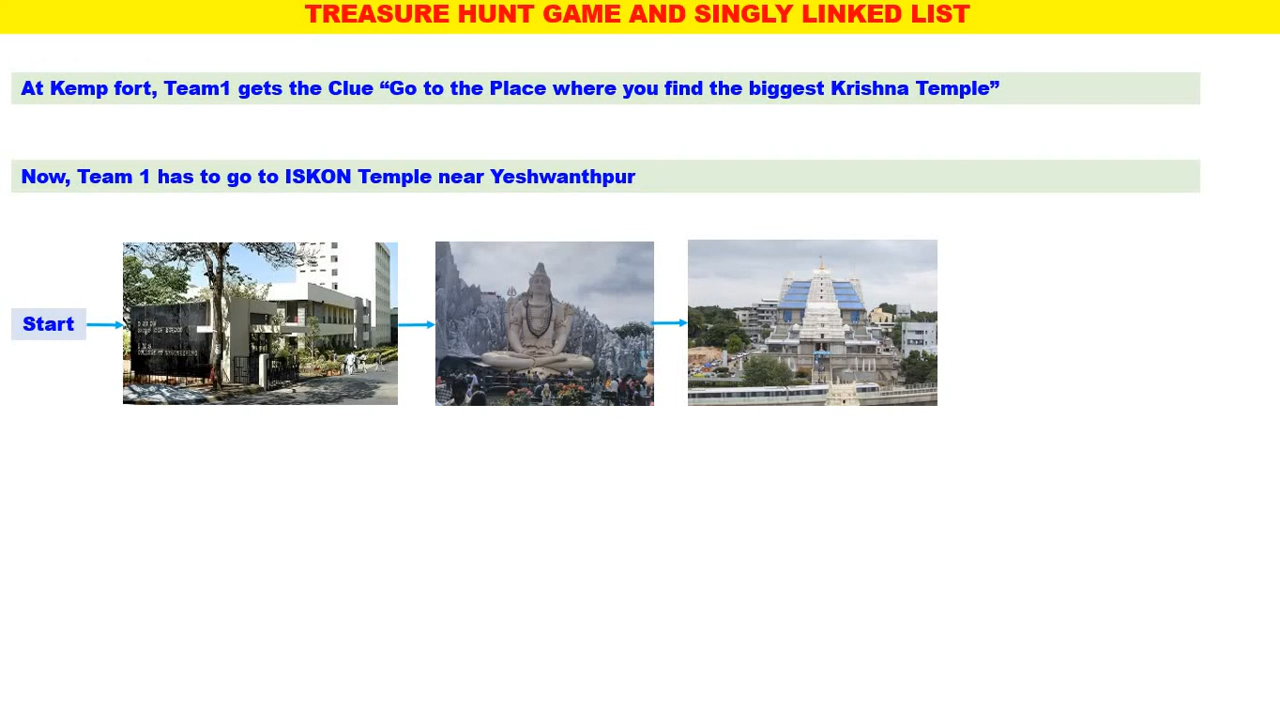 TREASURE HUNT GAME AND SINGLY LINKED LIST
At Kemp fort, Team1 gets the Clue “Go to the Place where you find the biggest Krishna Temple”
Now, Team 1 has to go to ISKON Temple near Yeshwanthpur
Start